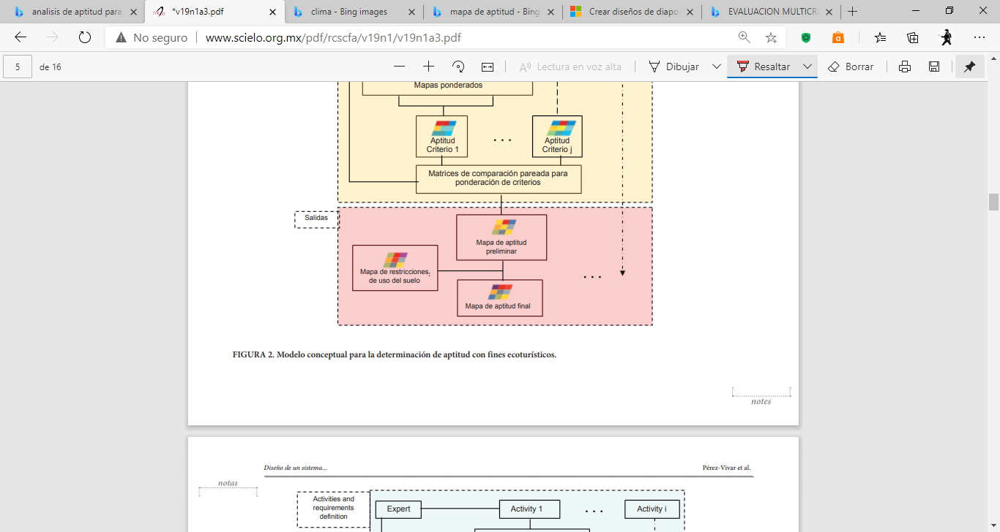 analisis de aptitud para
*v19n1a3.pdf
clima - Bing images
mapa de aptitud - Bing
Crear diseños de diapo
EVALUACION MULTICRI
No seguro
www.scielo.org.mx/pdf/rcscfa/v19n1/v19n1a3.pdf
5 de 16
Lectura en voz alta
Dibujar
Resaltar
Borrar
Mapas ponderados
Aptitud
Criterio 1
. . .
Aptitud
Criterio j
Matrices de comparación pareada para
ponderación de criterios
Salidas
Mapa de aptitud
preliminar
Mapa de restricciones
de uso del suelo
. . .
Mapa de aptitud final
FIGURA 2. Modelo conceptual para la determinación de aptitud con fines ecoturísticos.
notes
Diseño de un sistema...
Pérez-Vivar et al.
notas
Activities and
requirements
definition
Expert
Activity 1
. . .
Activity i